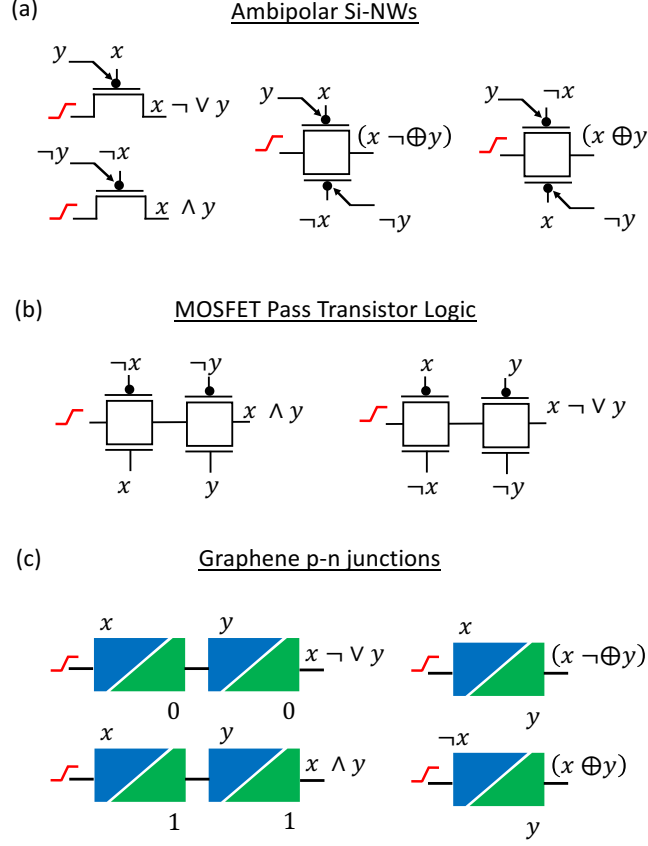 (a)
Ambipolar Si-NWs
y x
x ¬ ∨ y
¬y ¬x
x ∧ y
y x
(x ¬⊕y)
¬x ¬y
y ¬x
(x ⊕y
x ¬y
(b)
MOSFET Pass Transistor Logic
¬x ¬y
x ∧ y
x y
x y
x ¬ ∨ y
¬x ¬y
(c)
Graphene p-n junctions
x y
x ¬ ∨ y
0 0
x y
x ∧ y
1 1
x
(x ¬⊕y)
y
¬x
(x ⊕y)
y